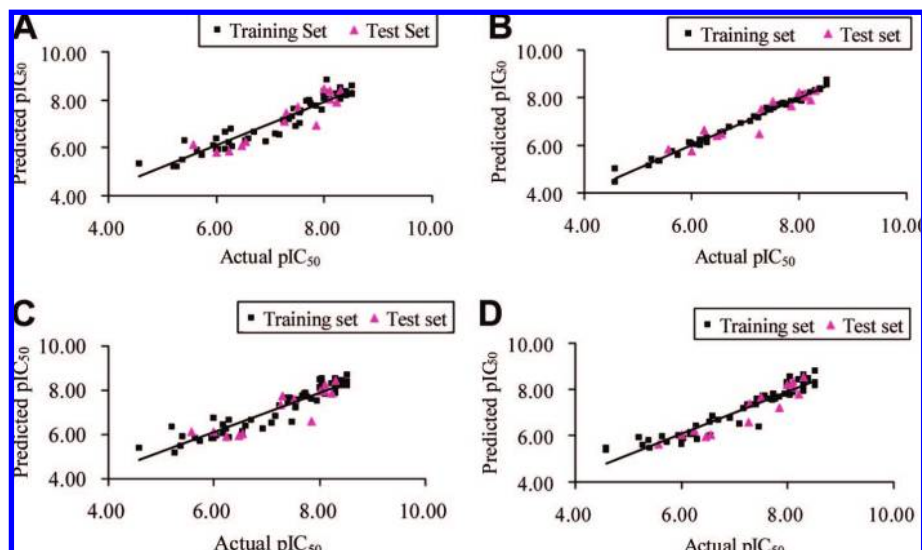 A
Training Set Test Set
10.00
8.00
6.00
4.00
Predicted pIC50
4.00 6.00 8.00 10.00
Actual pIC50
B
Training set Test set
10.00
8.00
6.00
4.00
Predicted pIC50
4.00 6.00 8.00 10.00
Actual pIC50
C
Training set Test set
10.00
8.00
6.00
4.00
Predicted pIC50
4.00 6.00 8.00 10.00
Actual pIC50
D
Training set Test set
10.00
8.00
6.00
4.00
Predicted pIC50
4.00 6.00 8.00 10.00
Actual pIC50